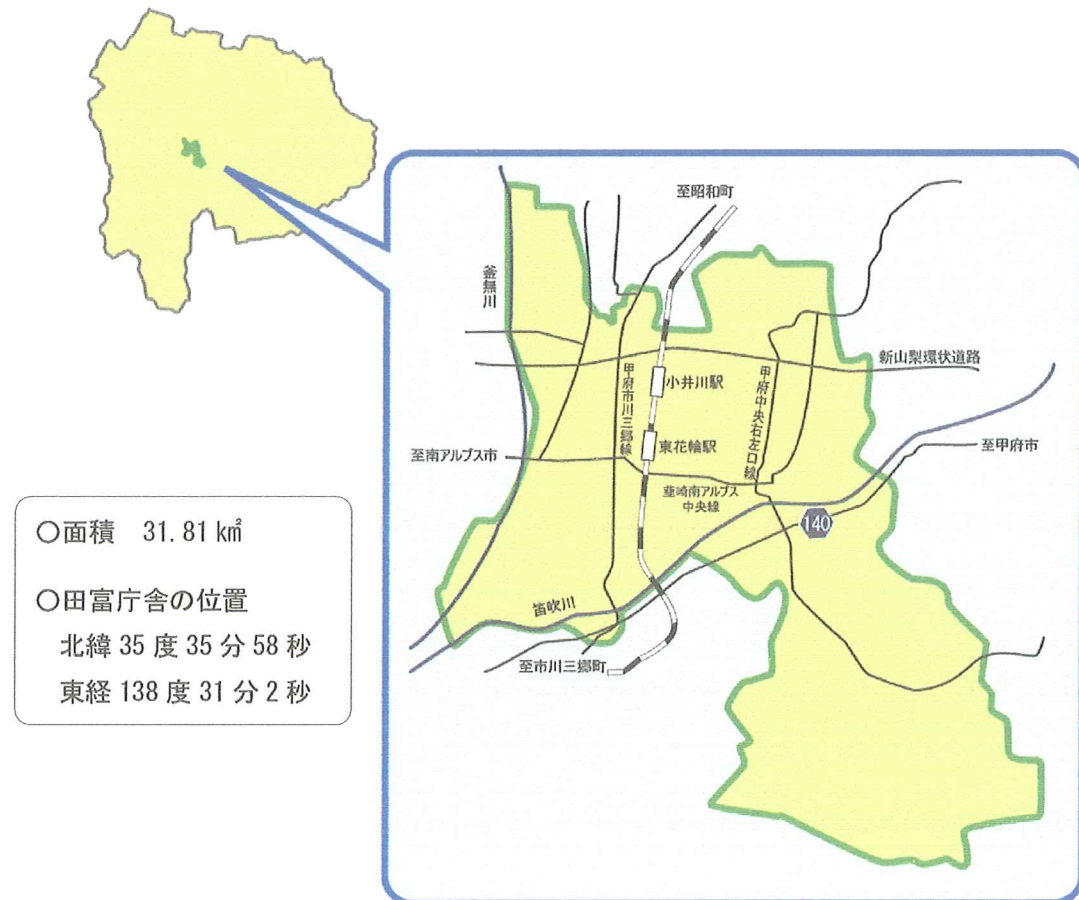 ○面積 31.81㎢
○田富庁舎の位置
北緯35度35分58秒
東経138度31分2秒
至昭和町
釜無川
新山梨環状道路
甲府市川三郷線
小井川駅
甲府中央右左口線
東花輪駅
至南アルプス市
至甲府市
韮崎南アルプス
中央線
140
笛吹川
至市川三郷町